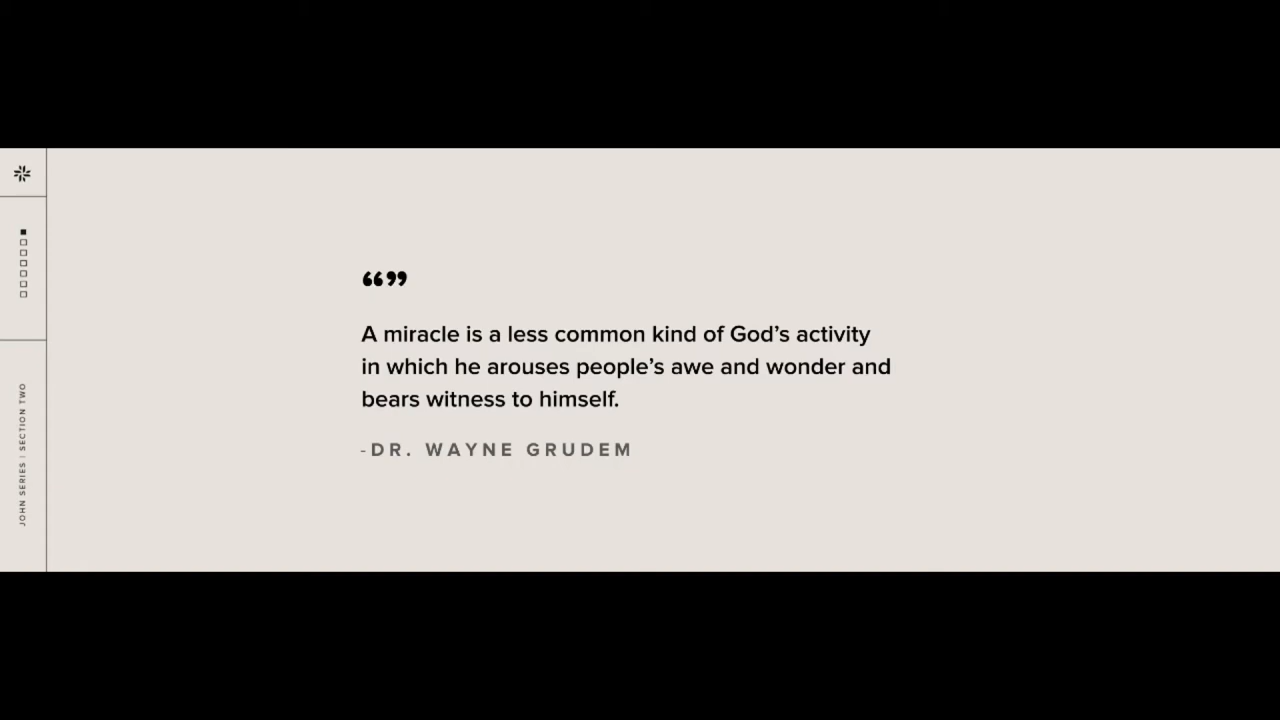 “”
A miracle is a less common kind of God’s activity
in which he arouses people’s awe and wonder and
bears witness to himself.
-DR. WAYNE GRUDEM
JOHN SERIES | SECTION TWO